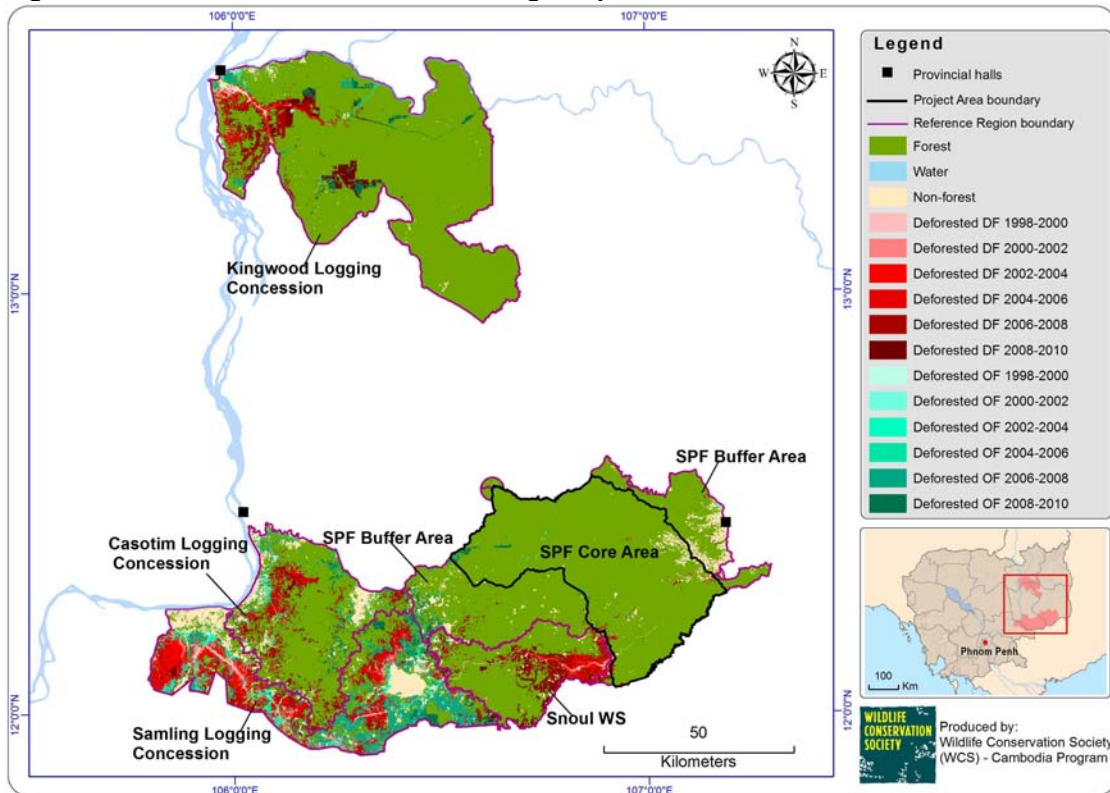 106°0'0"E
107°0'0"E
N
W E
S
13°0'0"N
13°0'0"N
12°0'0"N
12°0'0"N
106°0'0"E
107°0'0"E
Kingwood Logging
Concession
SPF Buffer Area
SPF Buffer Area
SPF Core Area
Casotim Logging
Concession
Samling Logging
Concession
Snoul WS
50
Kilometers
Legend
Provincial halls
Project Area boundary
Reference Region boundary
Forest
Water
Non-forest
Deforested DF 1998-2000
Deforested DF 2000-2002
Deforested DF 2002-2004
Deforested DF 2004-2006
Deforested DF 2006-2008
Deforested DF 2008-2010
Deforested OF 1998-2000
Deforested OF 2000-2002
Deforested OF 2002-2004
Deforested OF 2004-2006
Deforested OF 2006-2008
Deforested OF 2008-2010
Phnom Penh
100
Km
WILDLIFE
CONSERVATION
SOCIETY
Produced by:
Wildlife Conservation Society
(WCS) - Cambodia Program